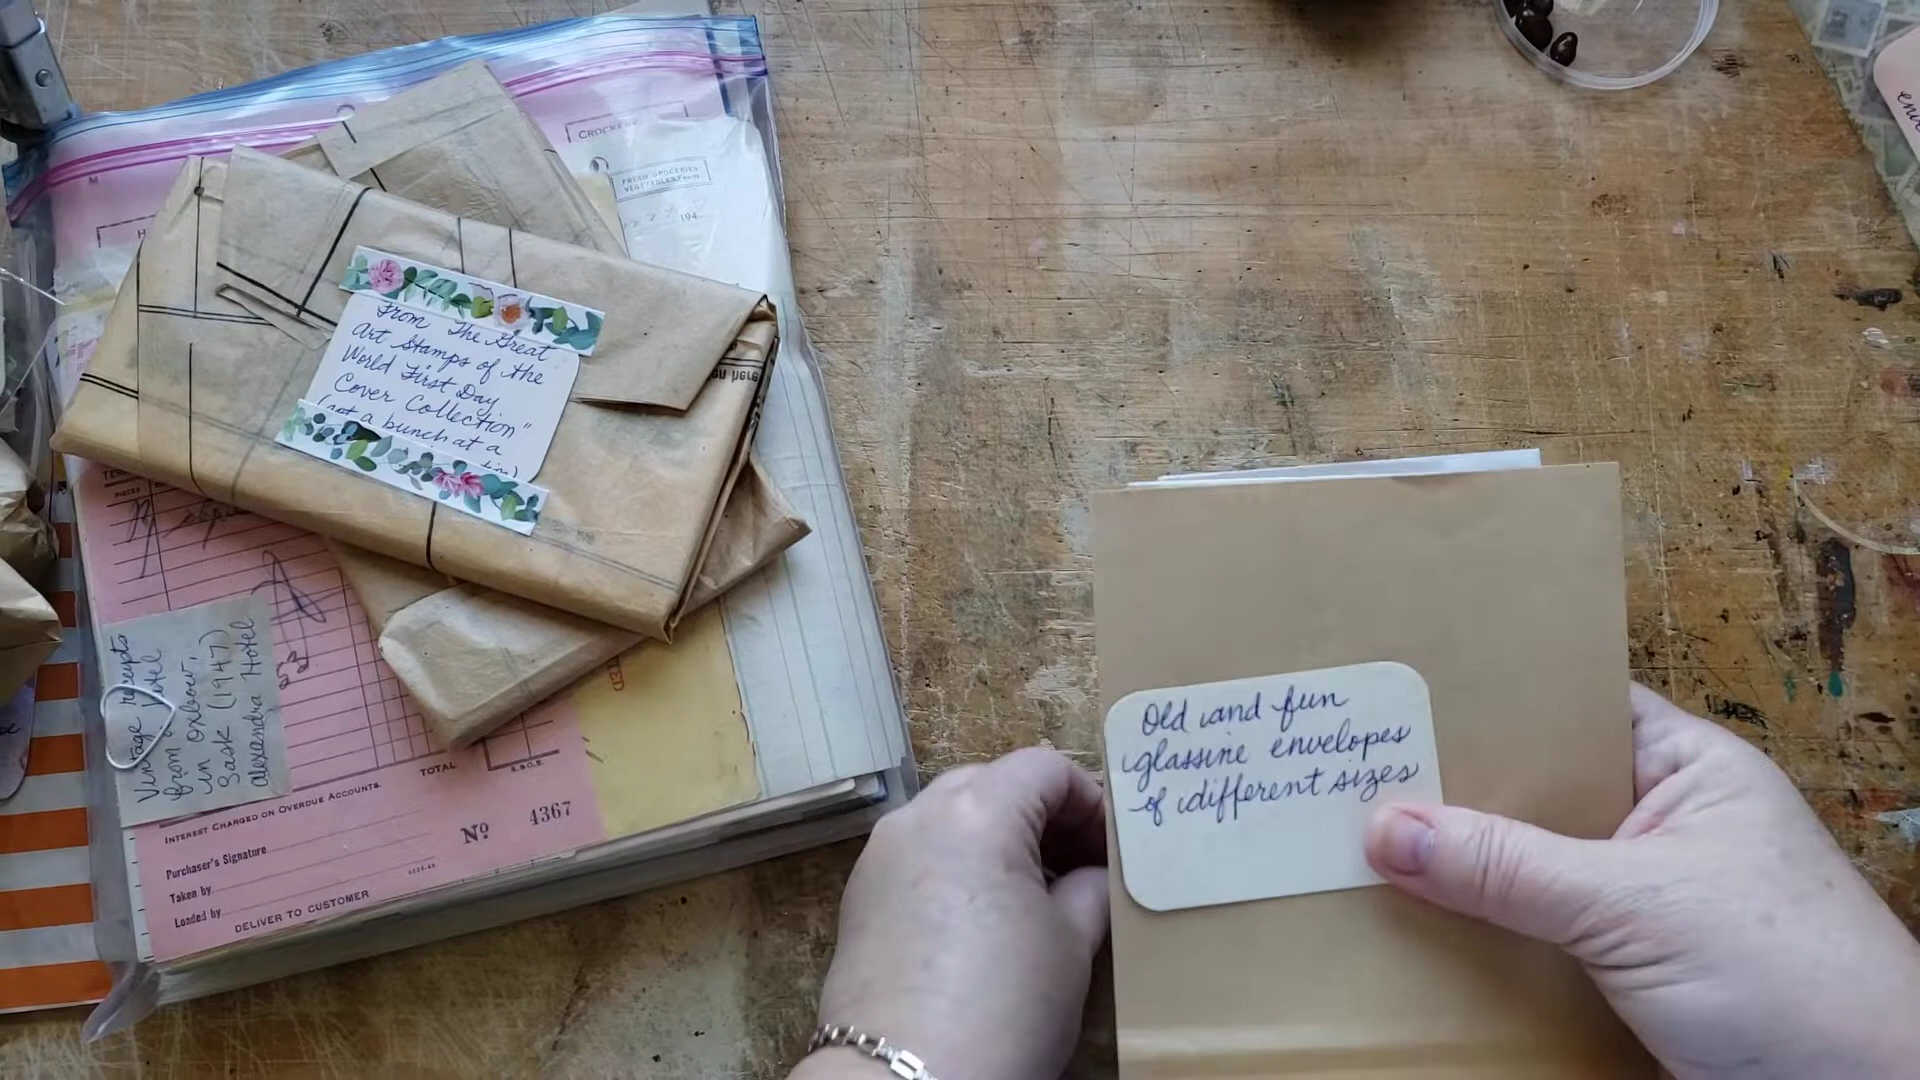 CROCKERY
FRESH GROCERIES
VEGETABLES
194
From The Great
Art Stamps of the
World First Day
Cover Collection"
(not a bunch at a
en here
Vintage receipts
from a Hotel
in Oxbow,
Sask (1947)
Alexandra Hotel
TOTAL
E.&O.E.
INTEREST CHARGED ON OVERDUE ACCOUNTS.
Nº 4367
Purchaser's Signature
Taken by
Loaded by
DELIVER TO CUSTOMER
Old and fun
glassine envelopes
of different sizes